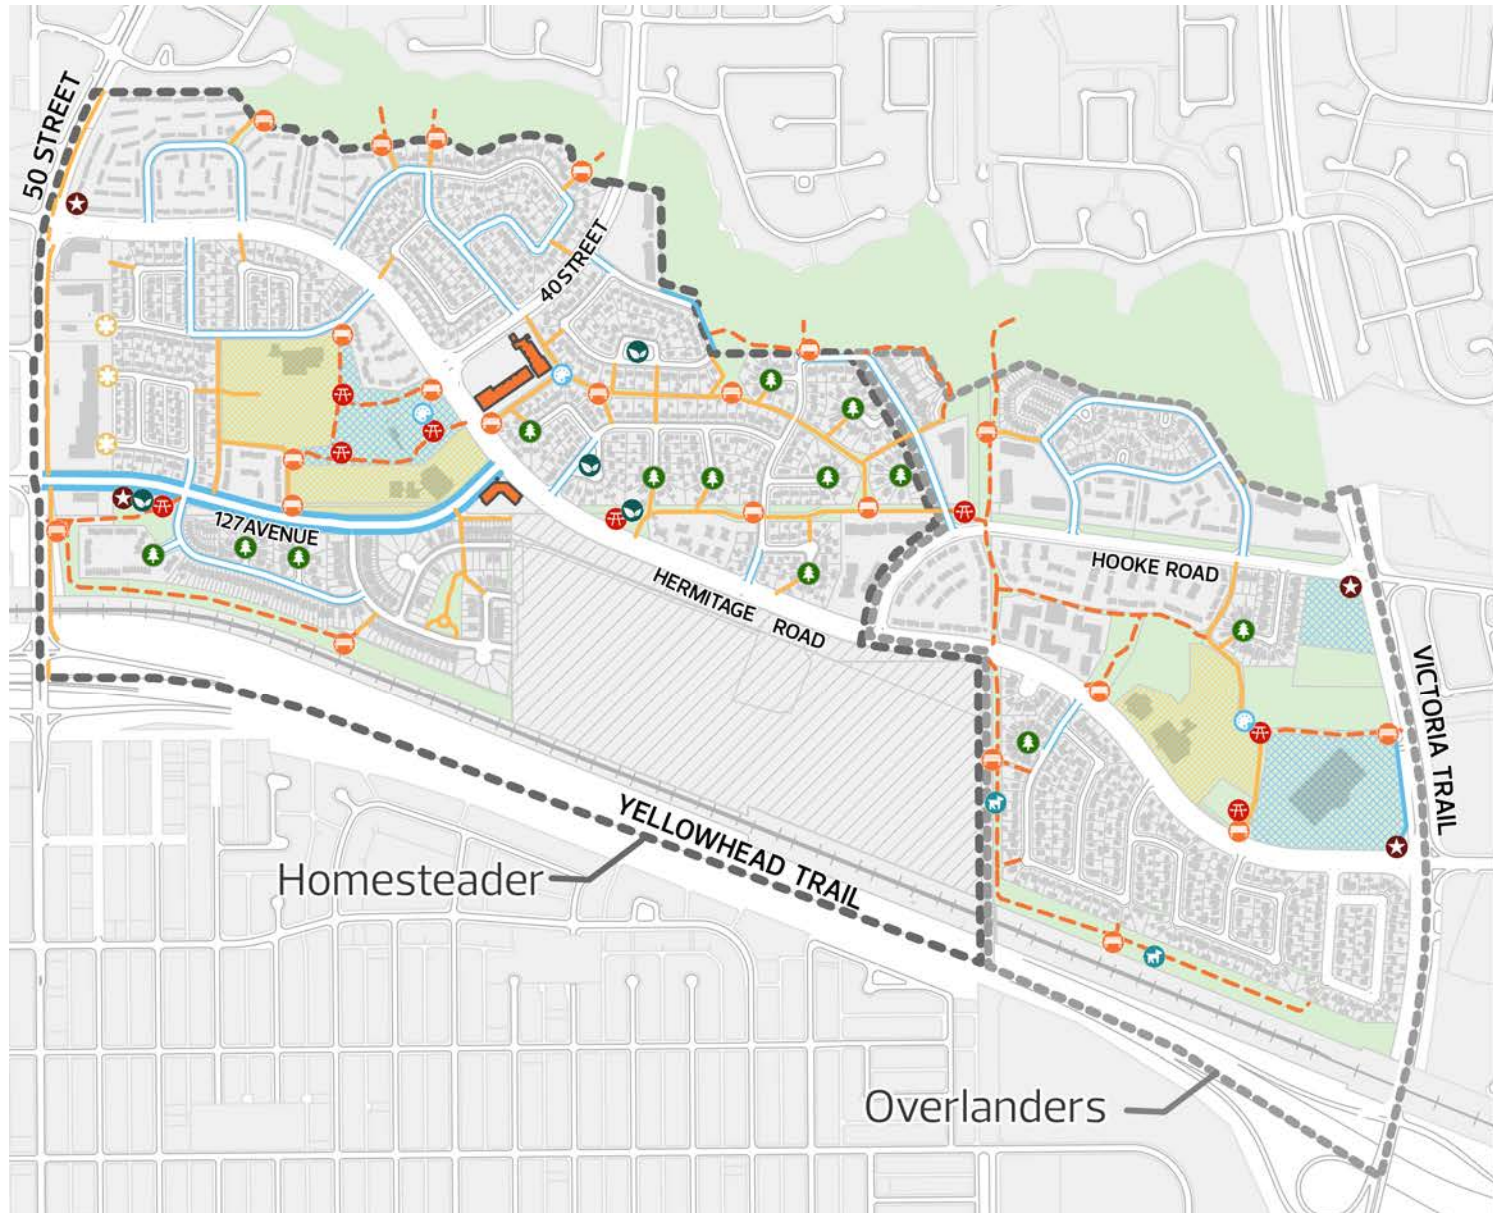 50 STREET
40 STREET
127 AVENUE
HOOKE ROAD
HERMITAGE ROAD
VICTORIA TRAIL
YELLOWHEAD TRAIL
Homesteader
Overlanders